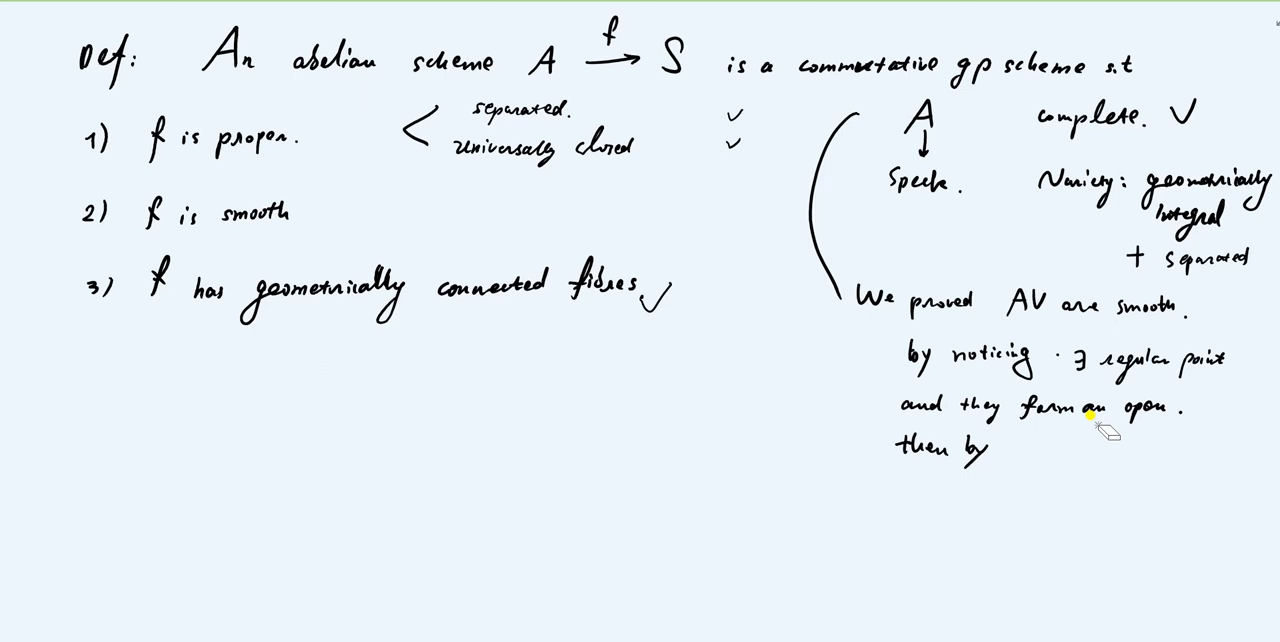 Def: An abelian scheme A →f S is a commutative gp scheme s.t
1) f is proper. < separated. ✓
universally closed ✓
2) f is smooth
3) f has geometrically connected fibres ✓
A complete. ✓
↓
Spec k. Variety: geometrically
integral
+ separated
We proved AV are smooth.
by noticing · ∃ regular point
and they form an open.
then by